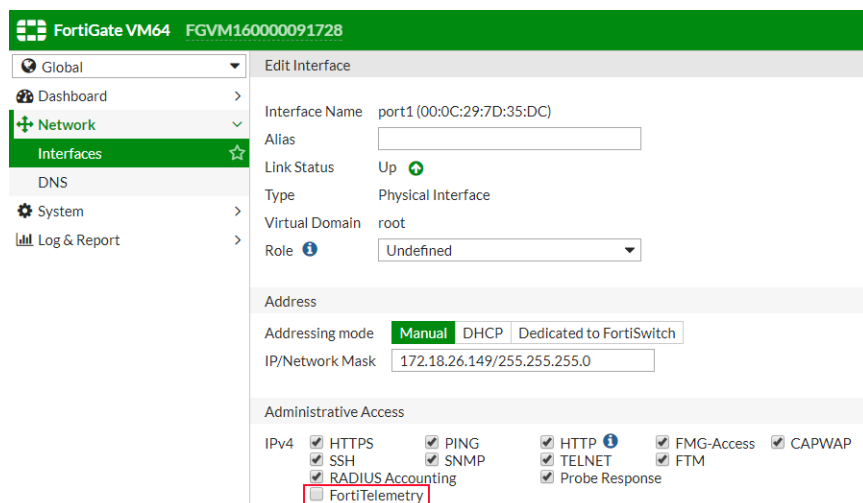 FortiGate VM64 FGVM160000091728
Global
Dashboard
Network
Interfaces
DNS
System
Log & Report
Edit Interface
Interface Name port1 (00:0C:29:7D:35:DC)
Alias
Link Status Up
Type Physical Interface
Virtual Domain root
Role Undefined
Address
Addressing mode Manual DHCP Dedicated to FortiSwitch
IP/Network Mask 172.18.26.149/255.255.255.0
Administrative Access
IPv4 HTTPS PING HTTP FMG-Access CAPWAP
SSH SNMP TELNET FTM
RADIUS Accounting Probe Response
FortiTelemetry